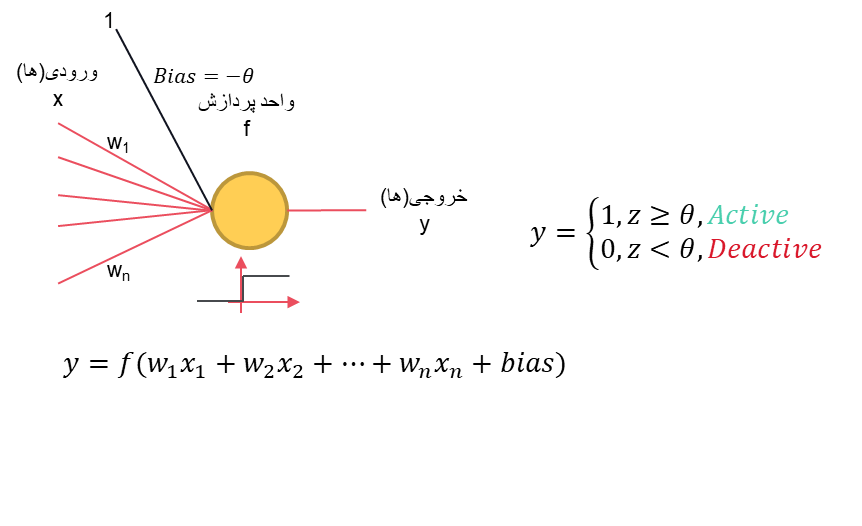 1
Bias = −θ
ورودی(ها)
x
واحد پردازش
f
w₁
wₙ
خروجی(ها)
y
y = {1, z ≥ θ, Active
0, z < θ, Deactive
y = f(w₁x₁ + w₂x₂ + ⋯ + wₙxₙ + bias)